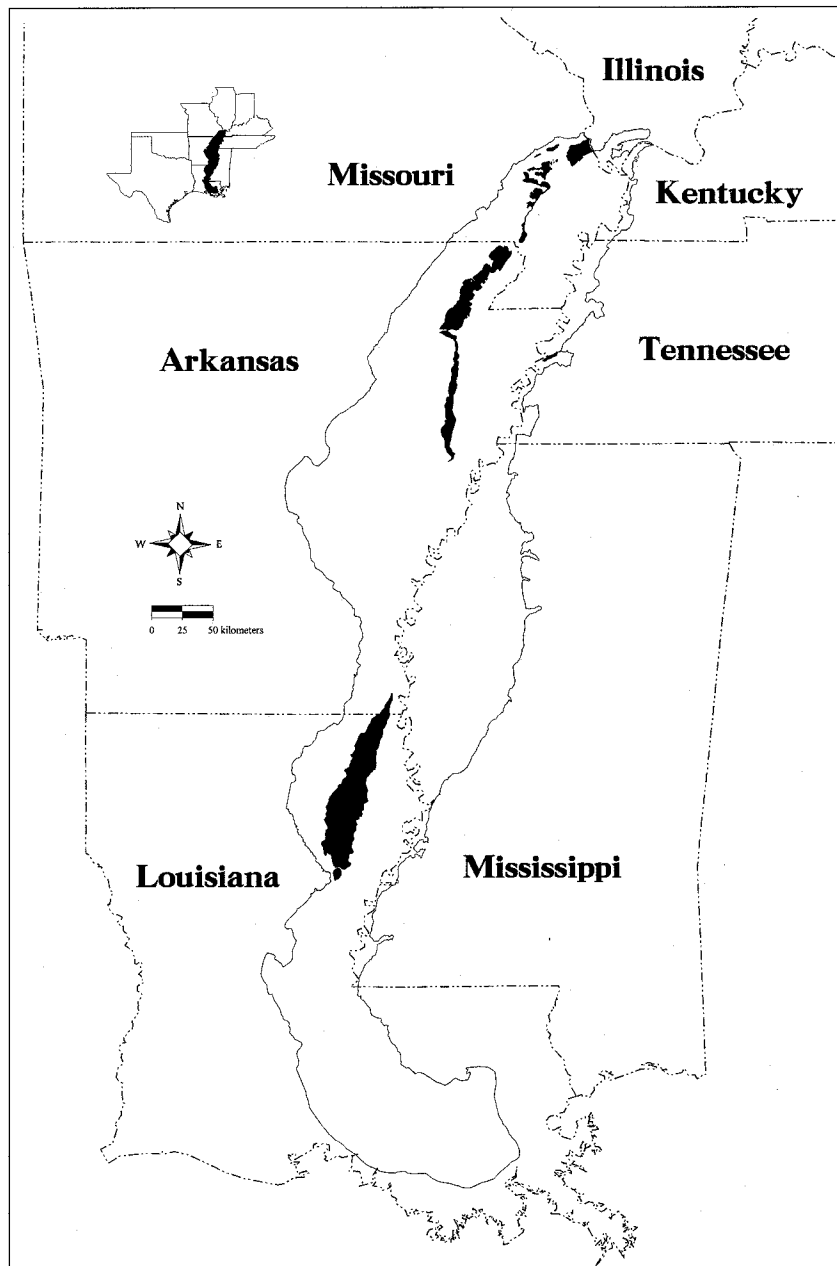 Illinois
Missouri
Kentucky
Arkansas
Tennessee
N
W E
S
0 25 50 kilometers
Louisiana
Mississippi